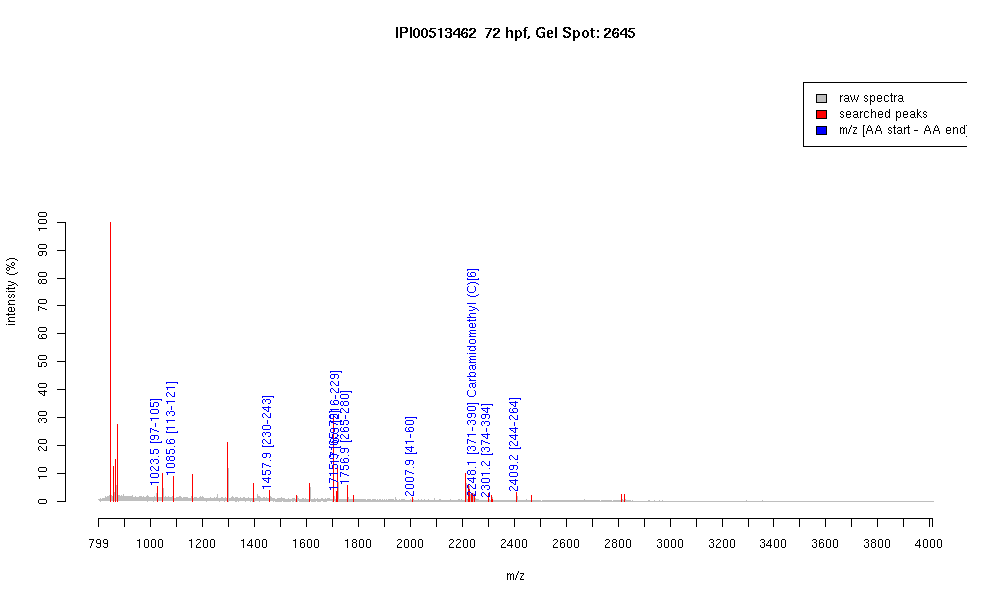 IPI00513462 72 hpf, Gel Spot: 2645
raw spectra
searched peaks
m/z [AA start - AA end]
intensity (%)
100
90
80
70
60
50
40
30
20
10
0
1023.5 [97-105]
1085.6 [113-121]
1457.9 [230-243]
1756.9 [265-280]
2007.9 [41-60]
2248.1 [371-390] Carbamidomethyl (C)[6]
2301.2 [374-394]
2409.2 [244-264]
799 1000 1200 1400 1600 1800 2000 2200 2400 2600 2800 3000 3200 3400 3600 3800 4000
m/z